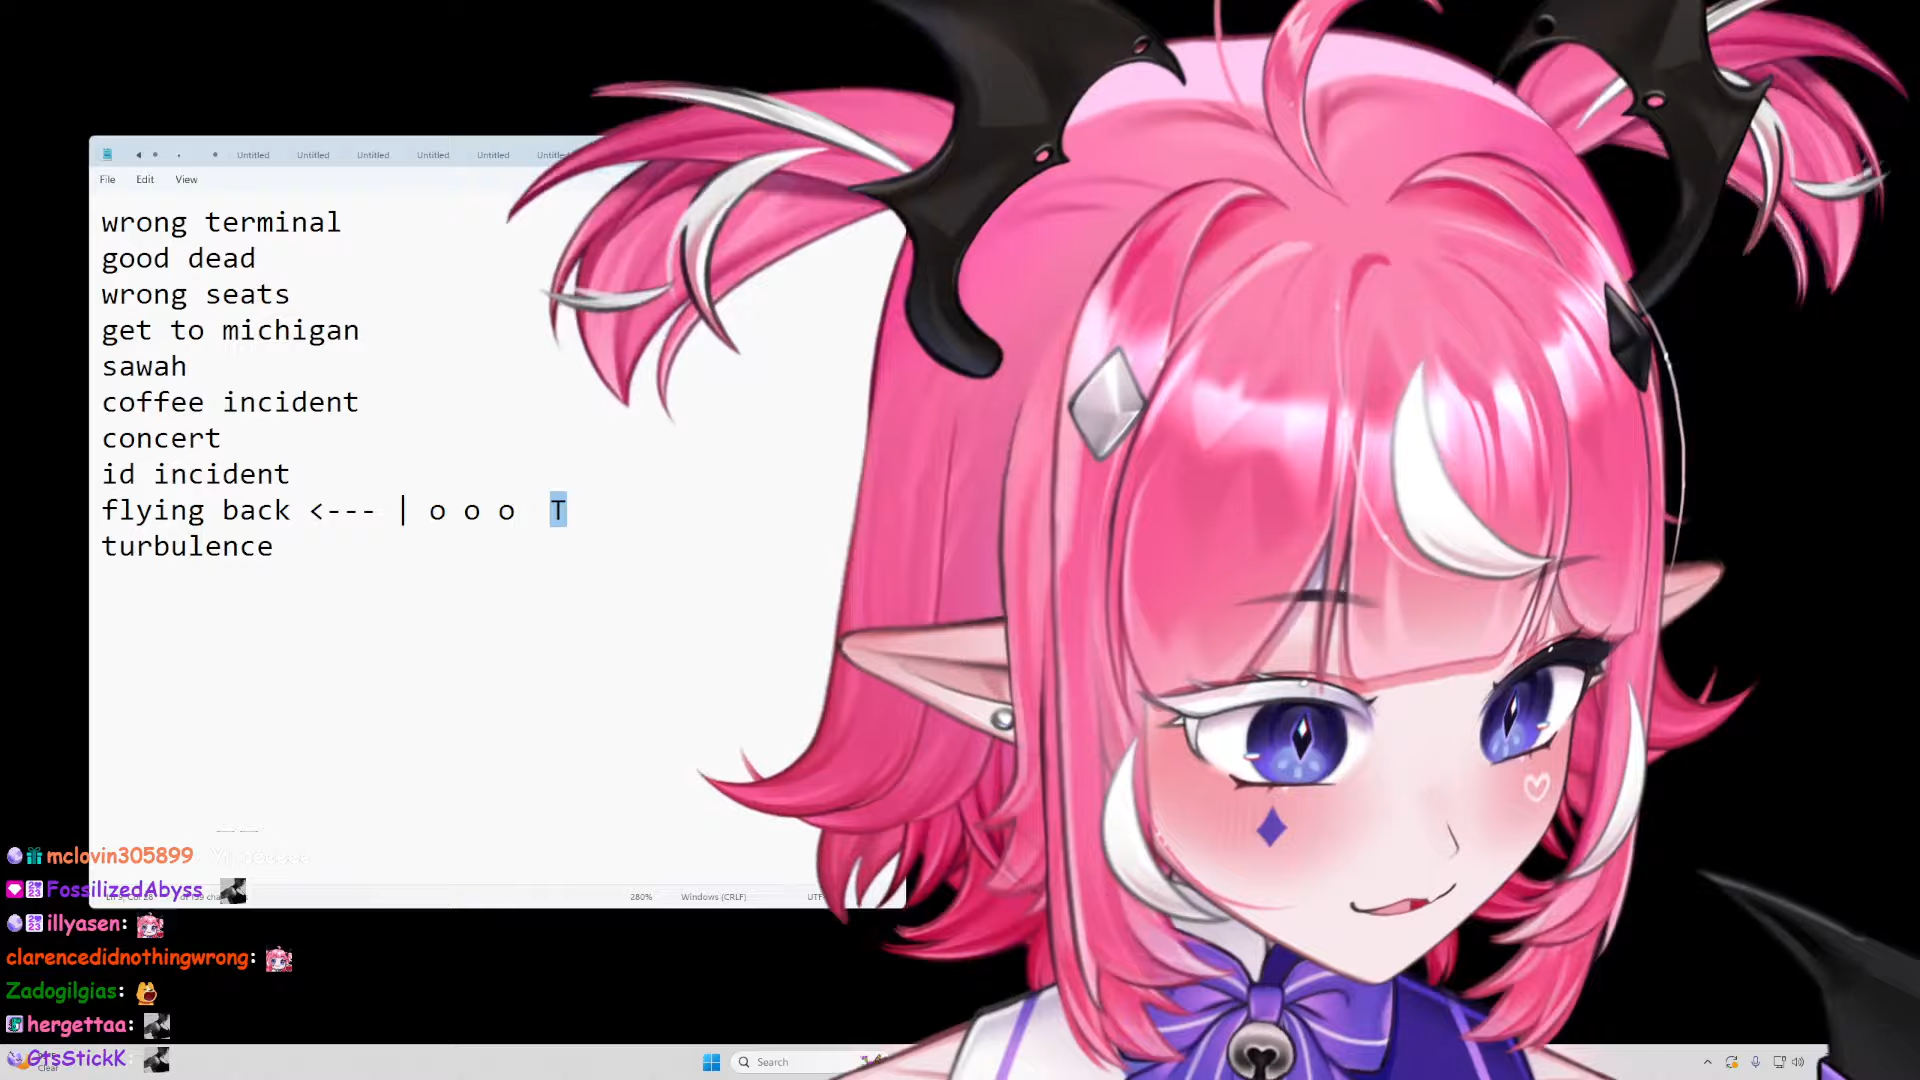 Untitled Untitled Untitled Untitled Untitled
File Edit View
wrong terminal
good dead
wrong seats
get to michigan
sawah
coffee incident
concert
id incident
flying back <--- | o o o  T
turbulence
280% Windows (CRLF)
mclovin305899
FossilizedAbyss
illyasen:
clarencedidnothingwrong:
Zadogilgias:
hergettaa:
GtsStickK
Clear
Search